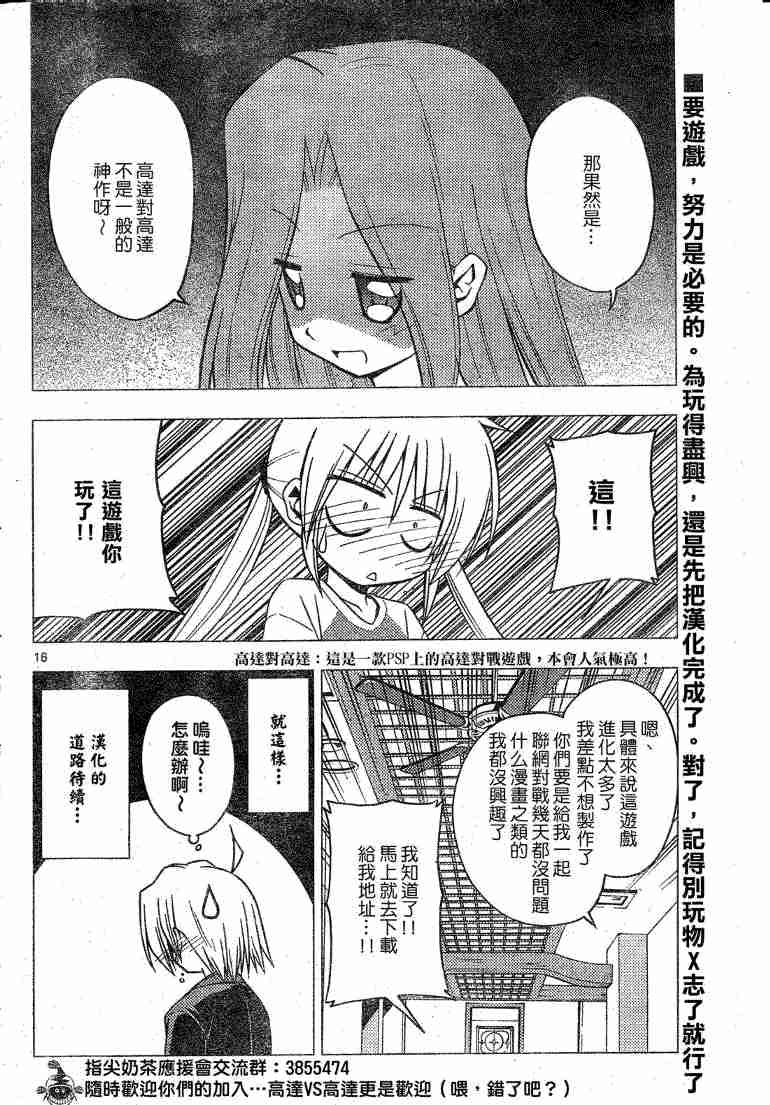 ■要遊戲，努力是必要的。為玩得盡興，還是先把漢化完成了。對了，記得別玩物X志了就行了
那果然是…
高達對高達
不是一般的
神作呀～
這!!
這遊戲你
玩了!!
16
高達對高達：這是一款PSP上的高達對戰遊戲，本會人氣極高！
嗯、
具體來說這遊戲
進化太多了
我差點不想製作了
你們要是給我一起
聯網對戰幾天都沒問題
什么漫畫之類的
我都沒興趣了
我知道了!!
馬上就去下載
給我地址…!!
就這樣…
嗚哇～…
怎麼辦啊～
漢化的
道路待續…
指尖奶茶應援會交流群：3855474
隨時歡迎你們的加入…高達VS高達更是歡迎（喂，錯了吧？）